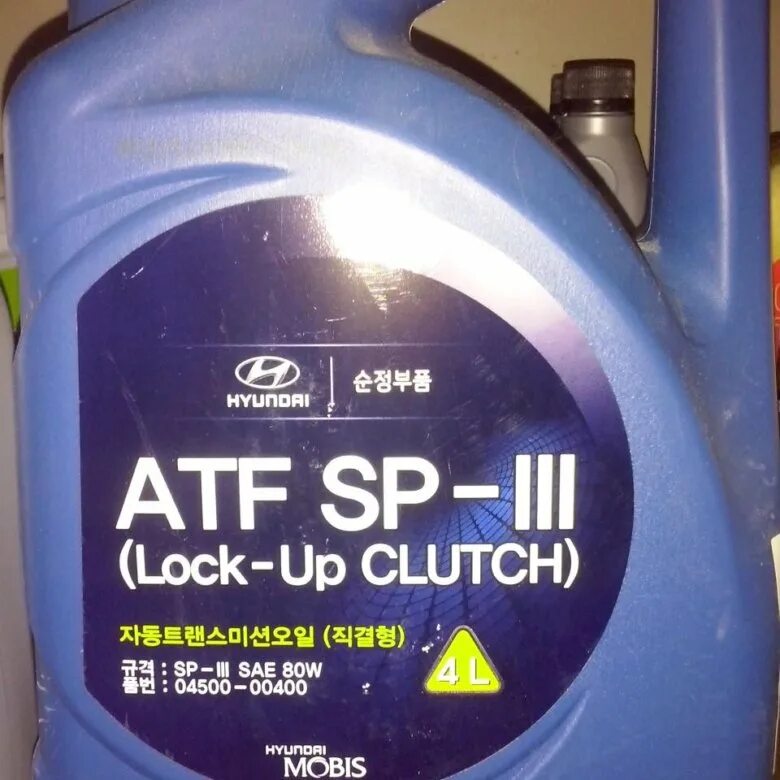 HYUNDAI | 순정부품
ATF SP-III
(Lock-Up CLUTCH)
자동트랜스미션오일 (직결형)
규격 : SP-III SAE 80W
품번 : 04500-00400
4 L
HYUNDAI
MOBIS